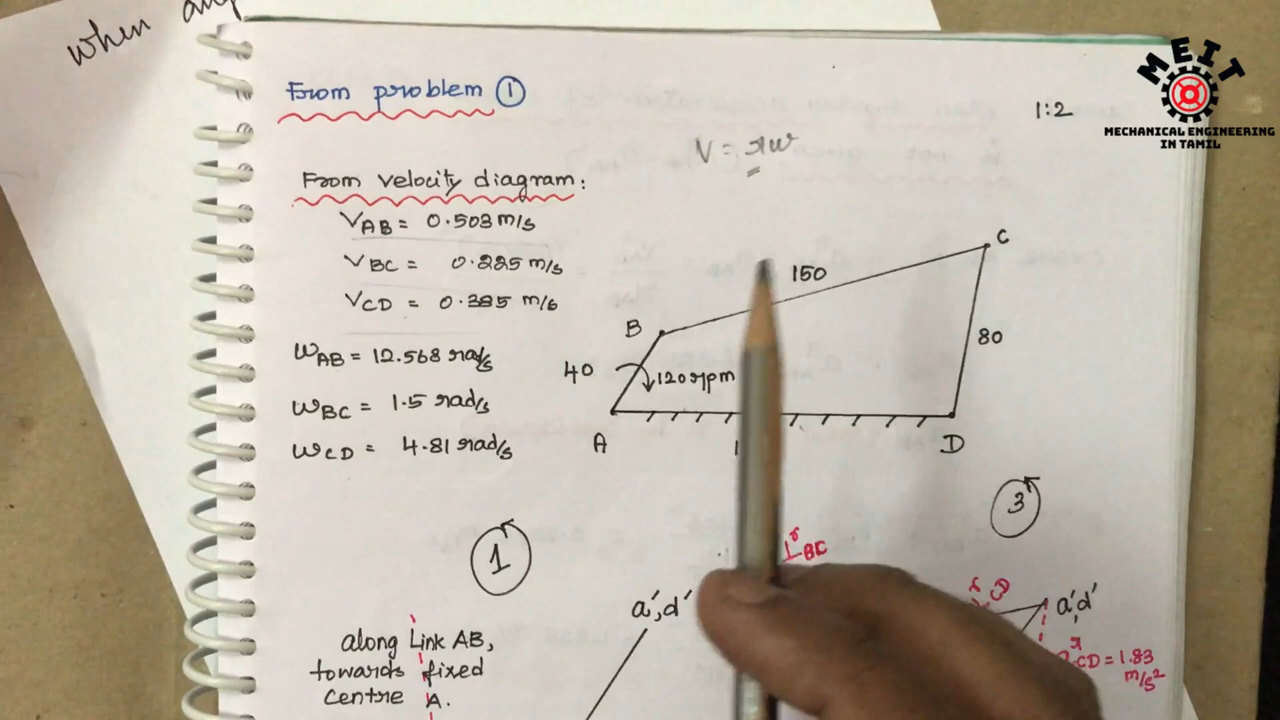 when
From problem ①
1:2
MEIT
MECHANICAL ENGINEERING
IN TAMIL
V = rω
From velocity diagram:
VAB = 0.503 m/s
VBC = 0.225 m/s
VCD = 0.385 m/s
ωAB = 12.568 rad/s
ωBC = 1.5 rad/s
ωCD = 4.81 rad/s
C
150
B
80
40
120 rpm
A
D
3
1
r
BC
a',d'
r
CD
a',d'
along Link AB,
towards fixed
centre A.
r
CD = 1.83
m/s²